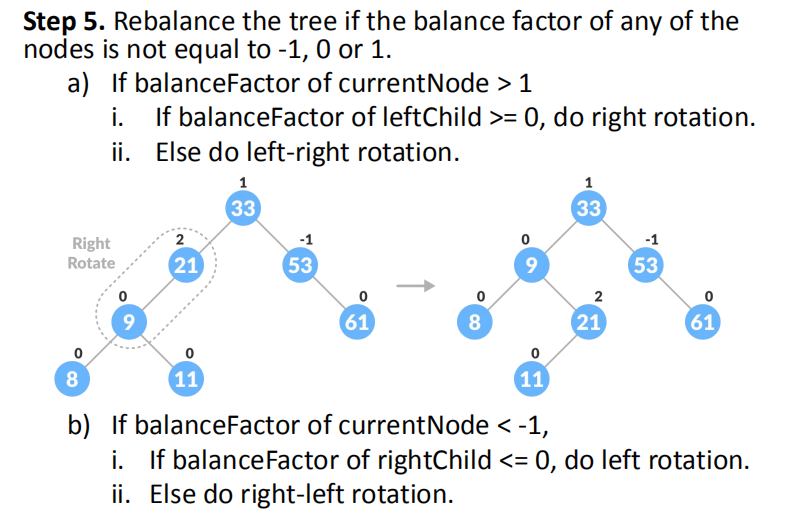 Step 5. Rebalance the tree if the balance factor of any of the
nodes is not equal to -1, 0 or 1.
a) If balanceFactor of currentNode > 1
i. If balanceFactor of leftChild >= 0, do right rotation.
ii. Else do left-right rotation.
1
33
1
33
Right
Rotate
2
21
-1
53
0
9
-1
53
0
9
0
61
0
8
2
21
0
61
0
8
0
11
0
11
b) If balanceFactor of currentNode < -1,
i. If balanceFactor of rightChild <= 0, do left rotation.
ii. Else do right-left rotation.